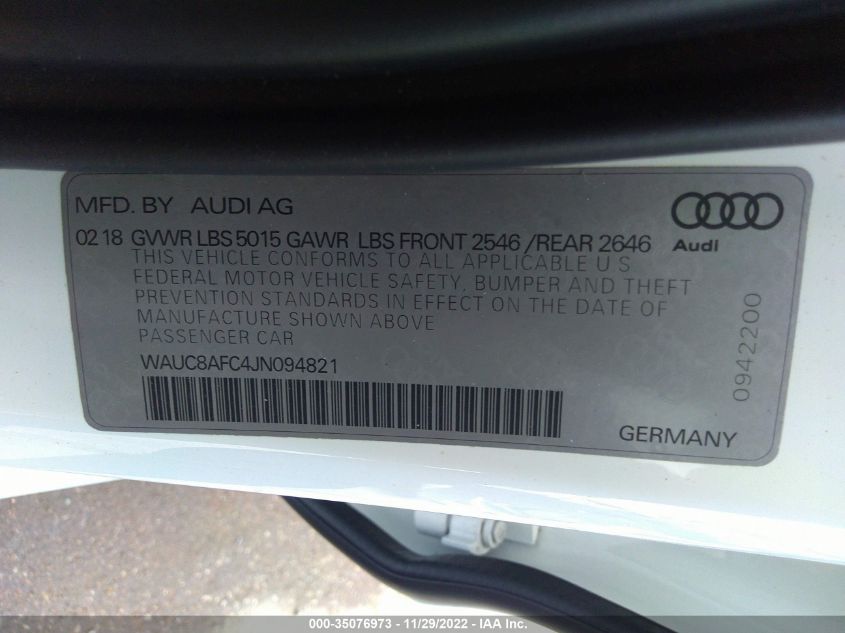 MFD. BY AUDI AG
02 18 GVWR LBS 5015 GAWR LBS FRONT 2546 /REAR 2646
Audi
THIS VEHICLE CONFORMS TO ALL APPLICABLE U S
FEDERAL MOTOR VEHICLE SAFETY, BUMPER AND THEFT
PREVENTION STANDARDS IN EFFECT ON THE DATE OF
MANUFACTURE SHOWN ABOVE
PASSENGER CAR
WAUC8AFC4JN094821
0942200
GERMANY
000-35076973 - 11/29/2022 - IAA Inc.